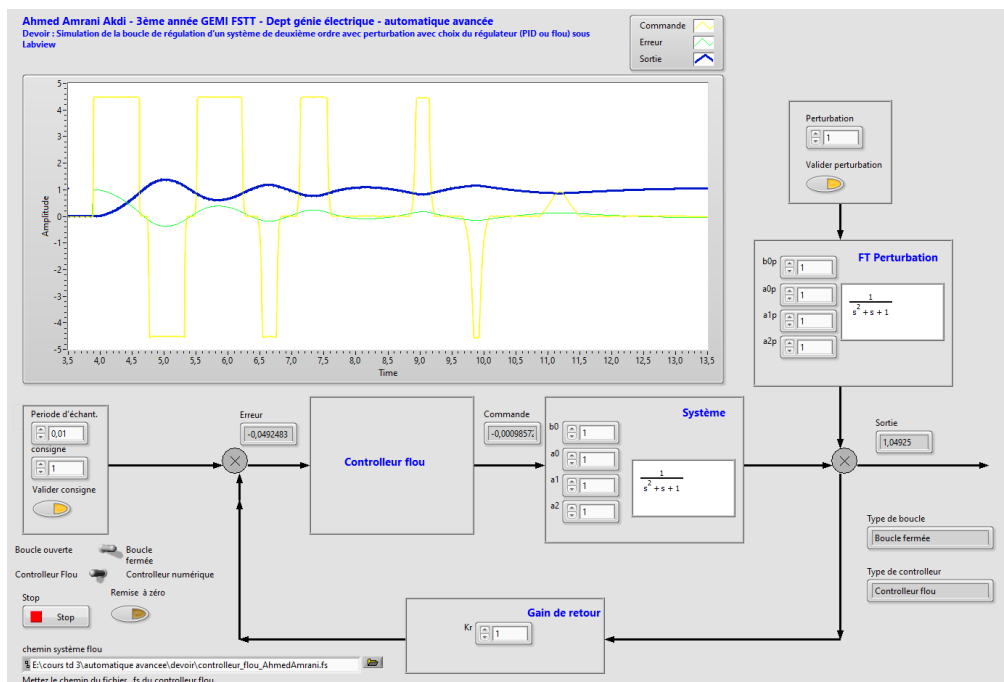 Ahmed Amrani Akdi - 3ème année GEMI FSTT - Dept génie électrique - automatique avancée
Devoir : Simulation de la boucle de régulation d'un système de deuxième ordre avec perturbation avec choix du régulateur (PID ou flou) sous
Labview
Commande
Erreur
Sortie
Amplitude
5
4
3
2
1
0
-1
-2
-3
-4
-5
3,5 4,0 4,5 5,0 5,5 6,0 6,5 7,0 7,5 8,0 8,5 9,0 9,5 10,0 10,5 11,0 11,5 12,0 12,5 13,0 13,5
Time
Perturbation
1
Valider perturbation
FT Perturbation
b0p 1
a0p 1
a1p 1
a2p 1
1
s² + s + 1
Periode d'échant.
0,01
consigne
1
Valider consigne
Erreur
-0,0492483
Controlleur flou
Commande
-0,00098572
Système
b0 1
a0 1
a1 1
a2 1
1
s² + s + 1
Sortie
1,04925
Type de boucle
Boucle fermée
Type de controlleur
Controlleur flou
Boucle ouverte
Boucle
fermée
Controlleur Flou
Controlleur numérique
Stop
Stop
Remise à zéro
Gain de retour
Kr 1
chemin système flou
E:\cours td 3\automatique avancee\devoir\controlleur_flou_AhmedAmrani.fs
Mettez le chemin du fichier .fs du controlleur flou